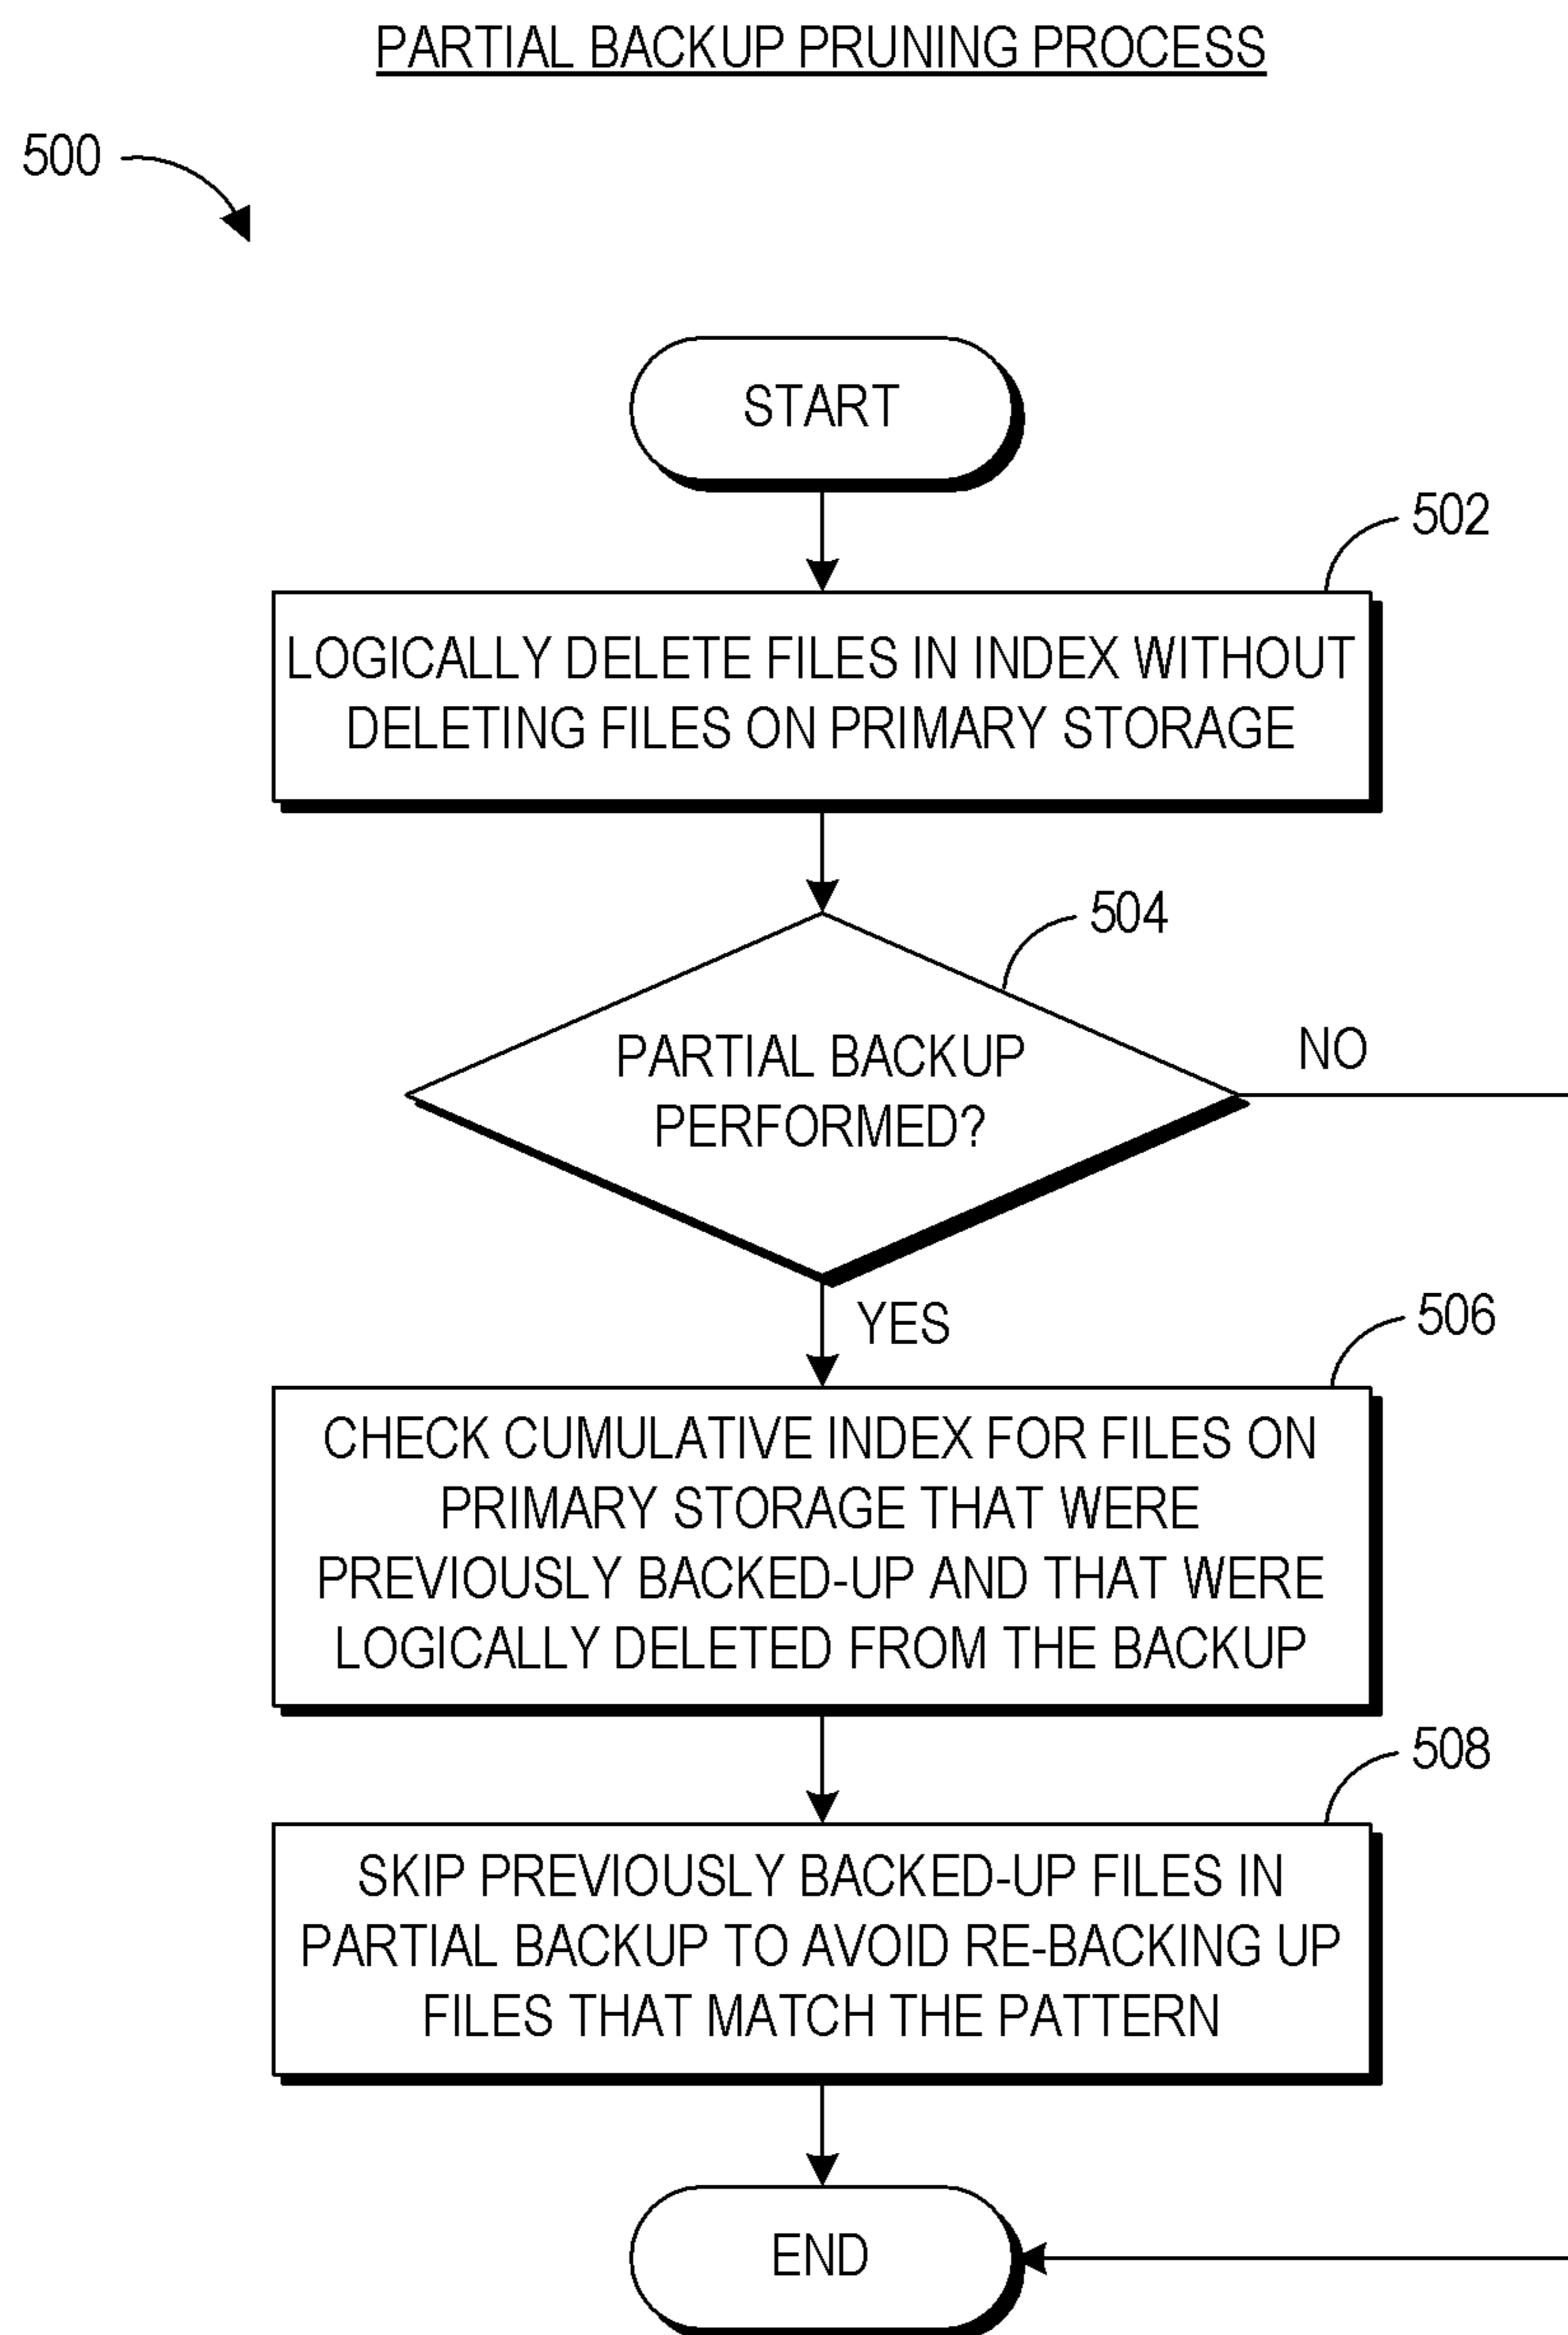 PARTIAL BACKUP PRUNING PROCESS
500
START
502
LOGICALLY DELETE FILES IN INDEX WITHOUT
DELETING FILES ON PRIMARY STORAGE
504
PARTIAL BACKUP
PERFORMED?
NO
YES
506
CHECK CUMULATIVE INDEX FOR FILES ON
PRIMARY STORAGE THAT WERE
PREVIOUSLY BACKED-UP AND THAT WERE
LOGICALLY DELETED FROM THE BACKUP
508
SKIP PREVIOUSLY BACKED-UP FILES IN
PARTIAL BACKUP TO AVOID RE-BACKING UP
FILES THAT MATCH THE PATTERN
END